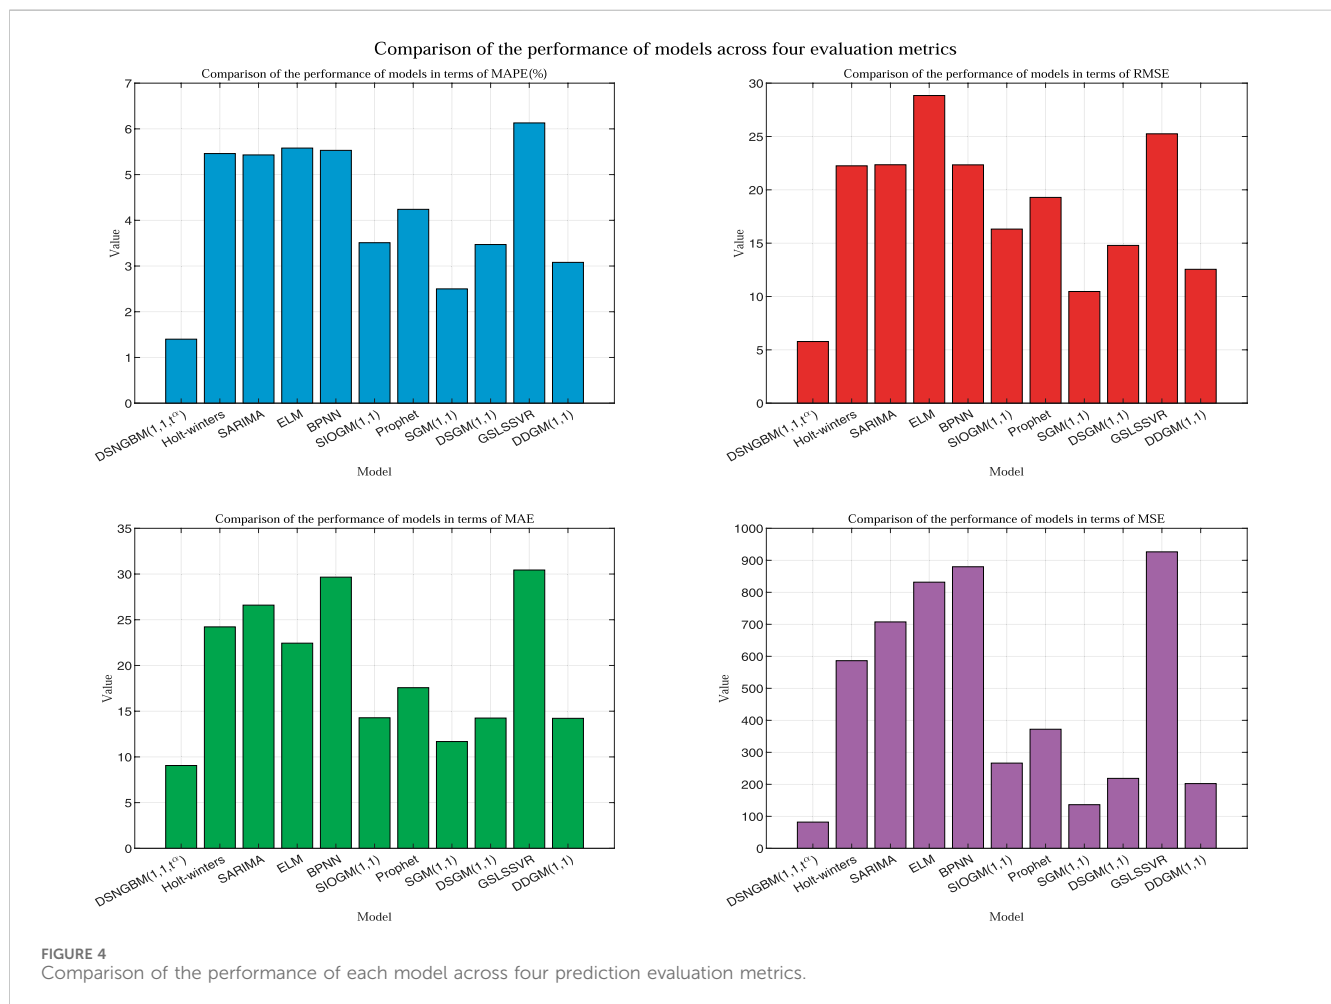 Comparison of the performance of models across four evaluation metrics
Comparison of the performance of models in terms of MAPE(%)
7
6
5
4
3
2
1
0
Value
DSNGBM(1,1,t^α)
Holt-winters
SARIMA
ELM
BPNN
SIOGM(1,1)
Prophet
SGM(1,1)
DSGM(1,1)
GSLSSVR
DDGM(1,1)
Model
Comparison of the performance of models in terms of RMSE
30
25
20
15
10
5
0
Value
DSNGBM(1,1,t^α)
Holt-winters
SARIMA
ELM
BPNN
SIOGM(1,1)
Prophet
SGM(1,1)
DSGM(1,1)
GSLSSVR
DDGM(1,1)
Model
Comparison of the performance of models in terms of MAE
35
30
25
20
15
10
5
0
Value
DSNGBM(1,1,t^α)
Holt-winters
SARIMA
ELM
BPNN
SIOGM(1,1)
Prophet
SGM(1,1)
DSGM(1,1)
GSLSSVR
DDGM(1,1)
Model
Comparison of the performance of models in terms of MSE
1000
900
800
700
600
500
400
300
200
100
0
Value
DSNGBM(1,1,t^α)
Holt-winters
SARIMA
ELM
BPNN
SIOGM(1,1)
Prophet
SGM(1,1)
DSGM(1,1)
GSLSSVR
DDGM(1,1)
Model
FIGURE 4
Comparison of the performance of each model across four prediction evaluation metrics.